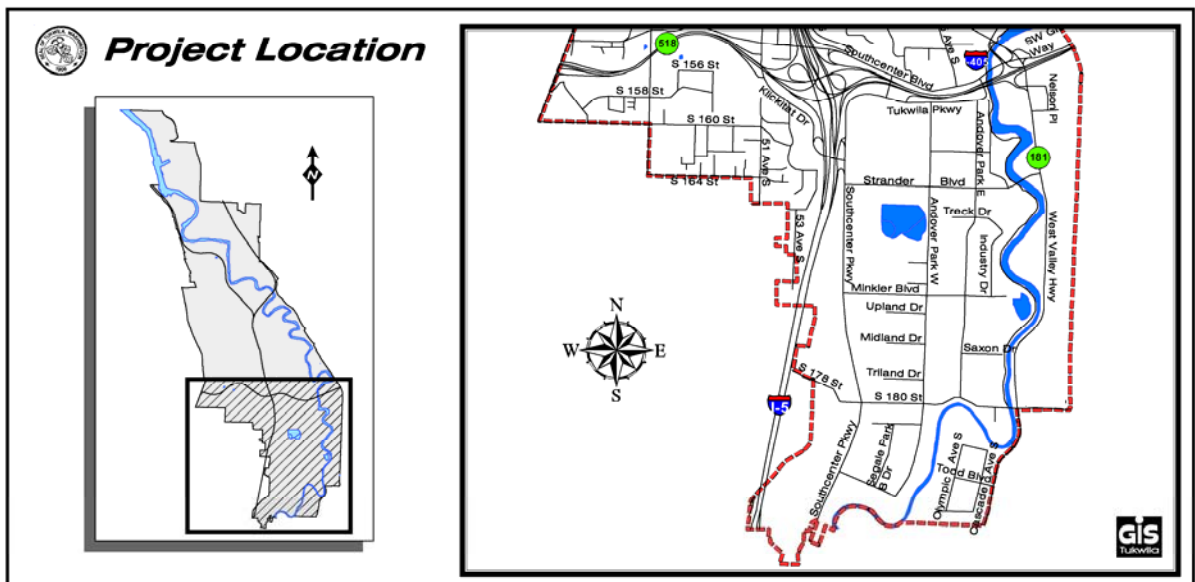 Project Location
N
518
S 156 St
S 158 St
Klickitat Dr
S 160 St
51 Ave S
S 164 St
53 Ave S
Southcenter Blvd
Ave S
I-405
Way
Nelson Pl
Tukwila Pkwy
Andover Park E
181
Strander Blvd
Southcenter Pkwy
Andover Park W
Treck Dr
Industry Dr
West Valley Hwy
Minkler Blvd
Upland Dr
Midland Dr
Saxon Dr
Triland Dr
S 178 St
S 180 St
I-5
Southcenter Pkwy
Segale Park
B Dr
Olympic Ave S
Todd Blvd
Cascade Ave S
N
W
E
S
GIS
Tukwila